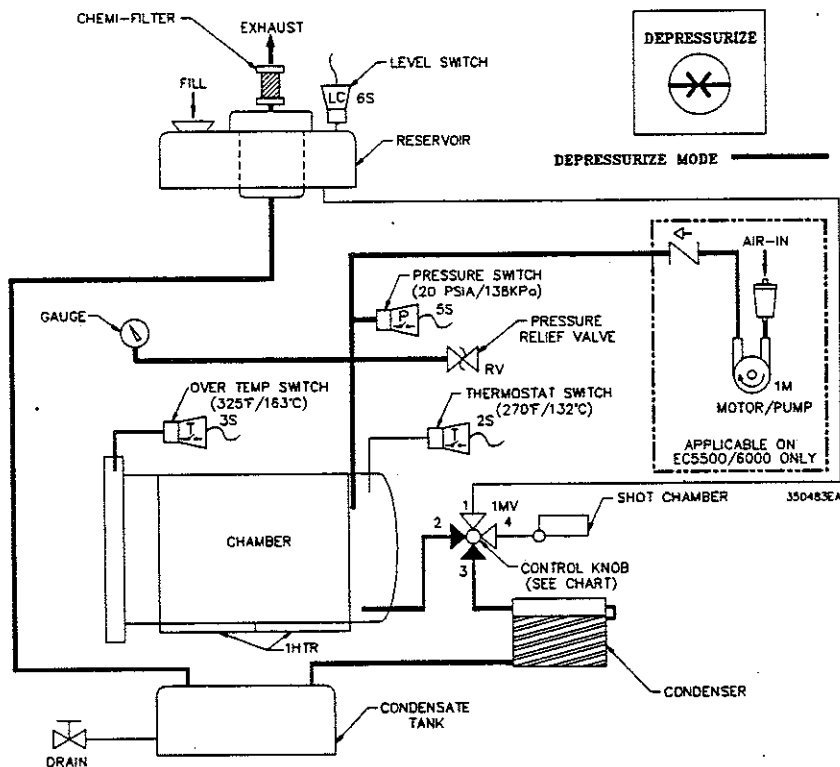 CHEMI-FILTER
EXHAUST
DEPRESSURIZE
FILL
LC
6S
LEVEL SWITCH
RESERVOIR
DEPRESSURIZE MODE
AIR-IN
PRESSURE SWITCH
(20 PSIA/138KPa)
P
5S
GAUGE
PRESSURE
RELIEF VALVE
RV
1M
MOTOR/PUMP
OVER TEMP SWITCH
(325°F/163°C)
T
3S
THERMOSTAT SWITCH
(270°F/132°C)
T
2S
APPLICABLE ON
EC5500/6000 ONLY
350483EA
SHOT CHAMBER
1
1MV
2
4
3
CHAMBER
CONTROL KNOB
(SEE CHART)
1HTR
CONDENSER
CONDENSATE
TANK
DRAIN